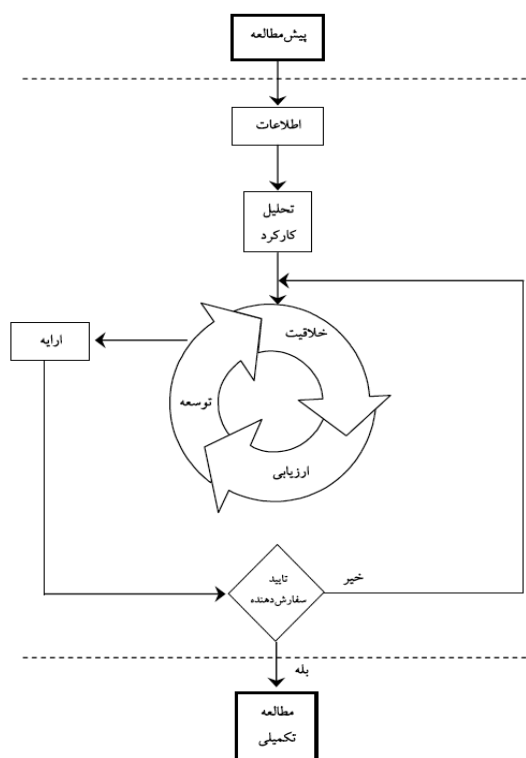 پیش‌مطالعه
اطلاعات
تحلیل
کارکرد
خلاقیت
ارایه
توسعه
ارزیابی
تایید
سفارش‌دهنده
خیر
بله
مطالعه
تکمیلی